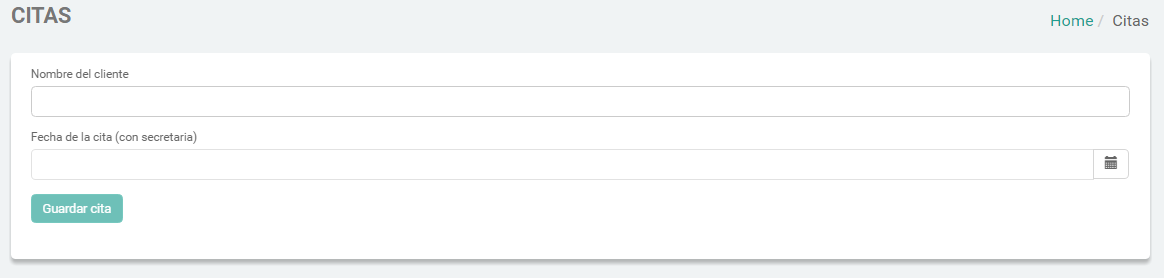 CITAS
Home / Citas
Nombre del cliente
Fecha de la cita (con secretaria)
Guardar cita